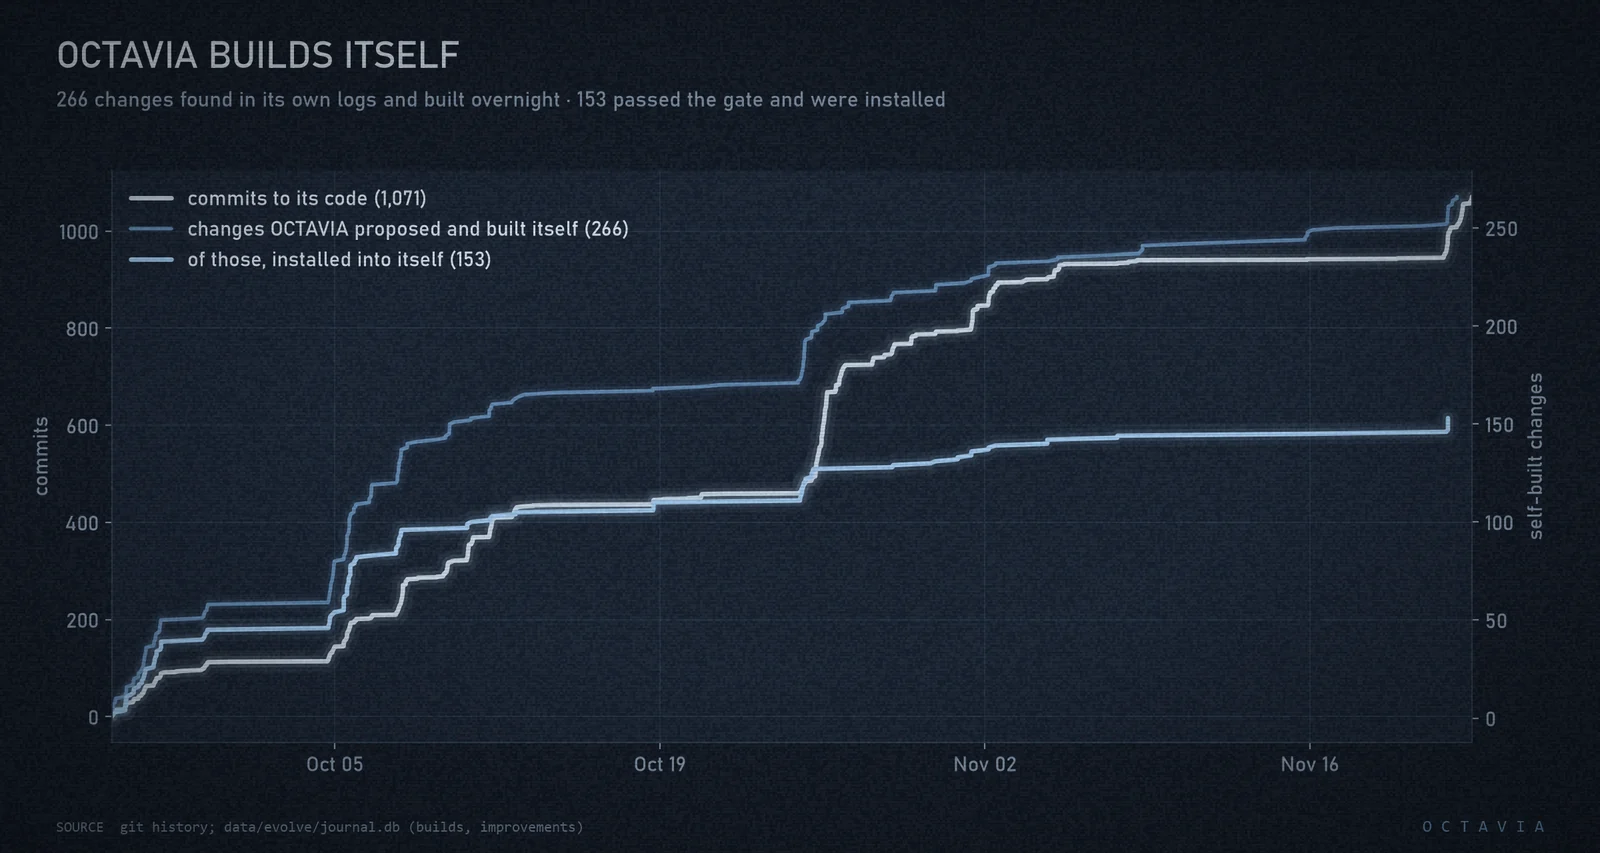 OCTAVIA BUILDS ITSELF
266 changes found in its own logs and built overnight · 153 passed the gate and were installed
commits to its code (1,071)
changes OCTAVIA proposed and built itself (266)
of those, installed into itself (153)
commits
1000
800
600
400
200
0
250
200
150
100
50
0
self-built changes
Oct 05
Oct 19
Nov 02
Nov 16
SOURCE git history; data/evolve/journal.db (builds, improvements)
OCTAVIA